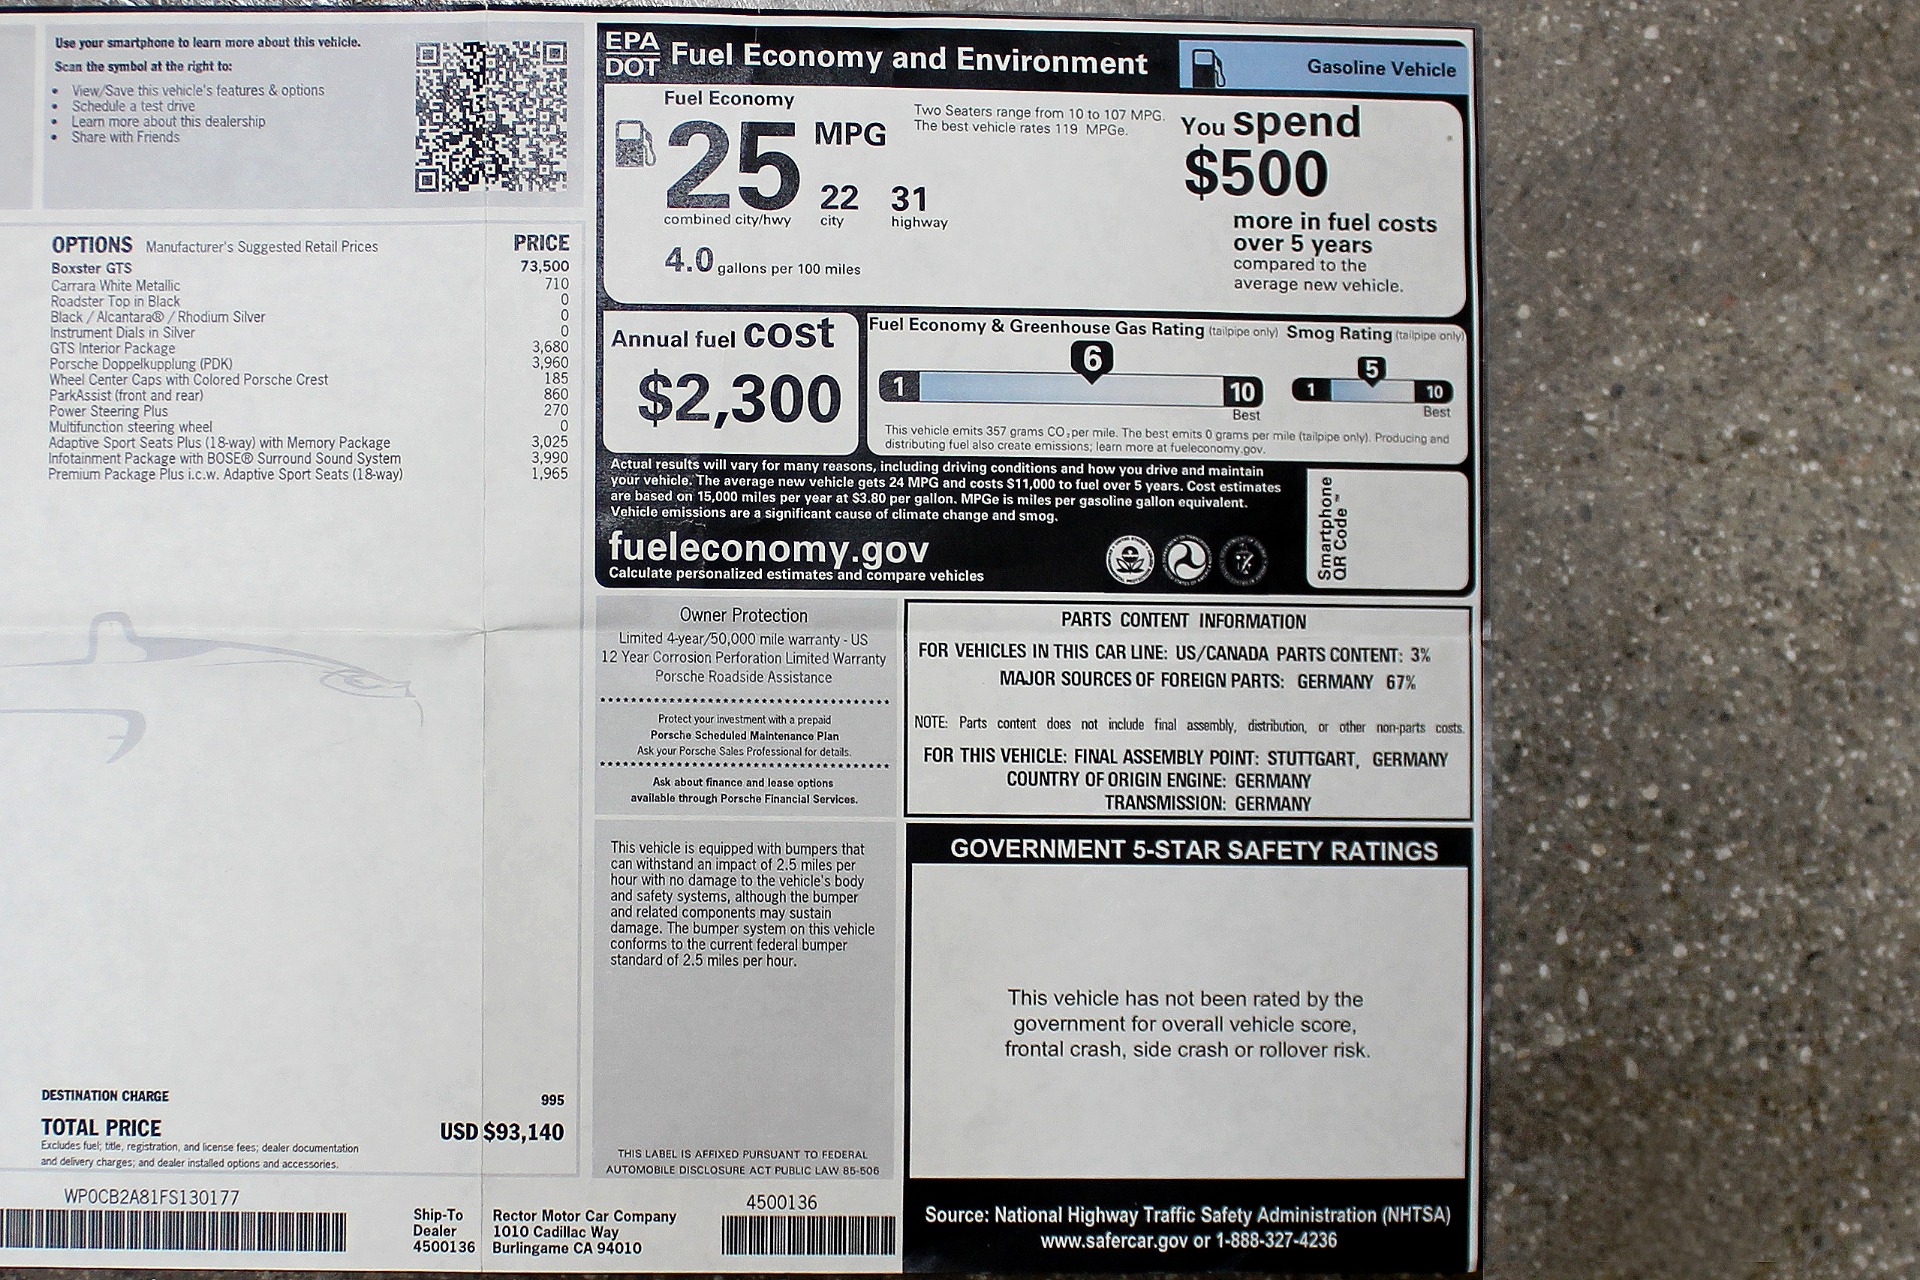 Use your smartphone to learn more about this vehicle.
Scan the symbol at the right to:
• View/Save this vehicle's features & options
• Schedule a test drive
• Learn more about this dealership
• Share with Friends
OPTIONS Manufacturer's Suggested Retail Prices PRICE
Boxster GTS 73,500
Carrara White Metallic 710
Roadster Top in Black 0
Black / Alcantara® / Rhodium Silver 0
Instrument Dials in Silver 0
GTS Interior Package 3,680
Porsche Doppelkupplung (PDK) 3,960
Wheel Center Caps with Colored Porsche Crest 185
ParkAssist (front and rear) 860
Power Steering Plus 270
Multifunction steering wheel 0
Adaptive Sport Seats Plus (18-way) with Memory Package 3,025
Infotainment Package with BOSE® Surround Sound System 3,990
Premium Package Plus i.c.w. Adaptive Sport Seats (18-way) 1,965
DESTINATION CHARGE 995
TOTAL PRICE USD $93,140
Excludes fuel; title, registration, and license fees; dealer documentation
and delivery charges; and dealer installed options and accessories.
WP0CB2A81FS130177
Ship-To
Dealer
4500136
Rector Motor Car Company
1010 Cadillac Way
Burlingame CA 94010
4500136
EPA
DOT
Fuel Economy and Environment
Gasoline Vehicle
Fuel Economy
25 MPG
22 31
combined city/hwy city highway
4.0 gallons per 100 miles
Two Seaters range from 10 to 107 MPG.
The best vehicle rates 119 MPGe.
You spend
$500
more in fuel costs
over 5 years
compared to the
average new vehicle.
Annual fuel cost
$2,300
Fuel Economy & Greenhouse Gas Rating (tailpipe only) Smog Rating (tailpipe only)
6
1 10
Best
5
1 10
Best
This vehicle emits 357 grams CO2 per mile. The best emits 0 grams per mile (tailpipe only). Producing and
distributing fuel also create emissions; learn more at fueleconomy.gov.
Actual results will vary for many reasons, including driving conditions and how you drive and maintain
your vehicle. The average new vehicle gets 24 MPG and costs $11,000 to fuel over 5 years. Cost estimates
are based on 15,000 miles per year at $3.80 per gallon. MPGe is miles per gasoline gallon equivalent.
Vehicle emissions are a significant cause of climate change and smog.
fueleconomy.gov
Calculate personalized estimates and compare vehicles
Smartphone
QR Code™
Owner Protection
Limited 4-year/50,000 mile warranty - US
12 Year Corrosion Perforation Limited Warranty
Porsche Roadside Assistance
Protect your investment with a prepaid
Porsche Scheduled Maintenance Plan
Ask your Porsche Sales Professional for details.
Ask about finance and lease options
available through Porsche Financial Services.
This vehicle is equipped with bumpers that
can withstand an impact of 2.5 miles per
hour with no damage to the vehicle's body
and safety systems, although the bumper
and related components may sustain
damage. The bumper system on this vehicle
conforms to the current federal bumper
standard of 2.5 miles per hour.
THIS LABEL IS AFFIXED PURSUANT TO FEDERAL
AUTOMOBILE DISCLOSURE ACT PUBLIC LAW 85-506
PARTS CONTENT INFORMATION
FOR VEHICLES IN THIS CAR LINE: US/CANADA PARTS CONTENT: 3%
MAJOR SOURCES OF FOREIGN PARTS: GERMANY 67%
NOTE: Parts content does not include final assembly, distribution, or other non-parts costs.
FOR THIS VEHICLE: FINAL ASSEMBLY POINT: STUTTGART, GERMANY
COUNTRY OF ORIGIN ENGINE: GERMANY
TRANSMISSION: GERMANY
GOVERNMENT 5-STAR SAFETY RATINGS
This vehicle has not been rated by the
government for overall vehicle score,
frontal crash, side crash or rollover risk.
Source: National Highway Traffic Safety Administration (NHTSA)
www.safercar.gov or 1-888-327-4236